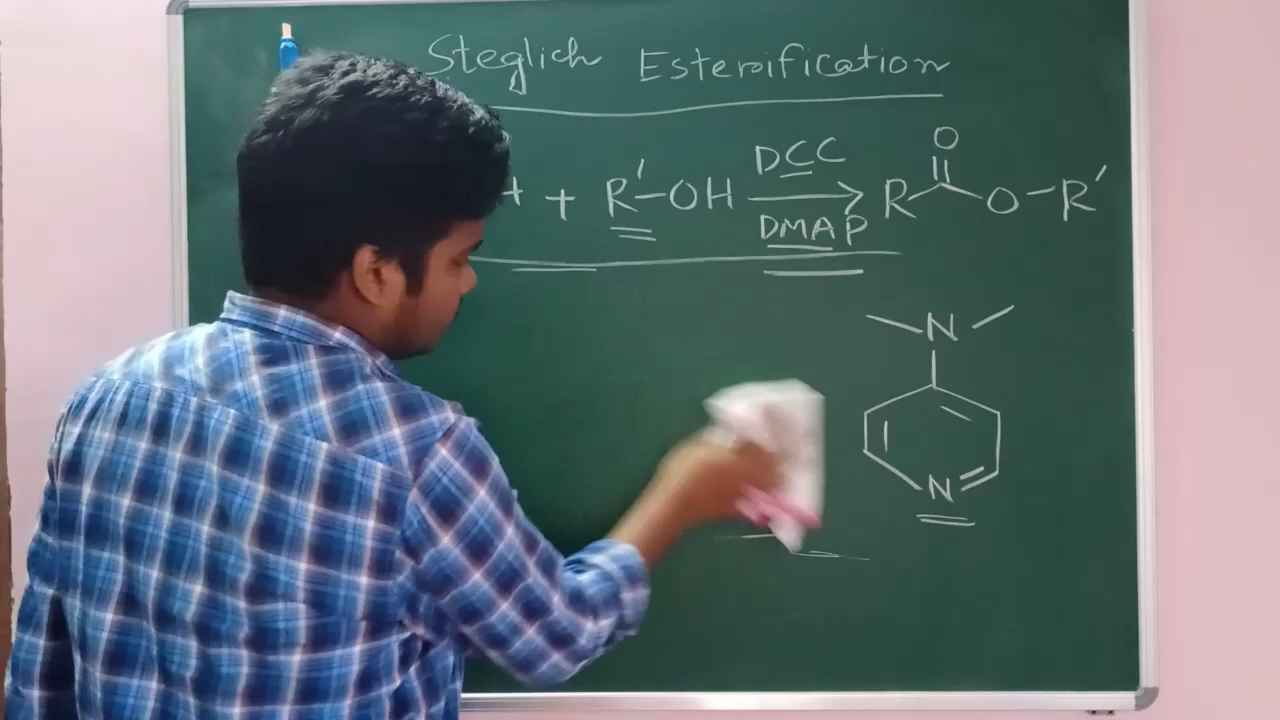 Steglich Esterification
+ R'-OH DCC R O O-R'
DMAP
N
N